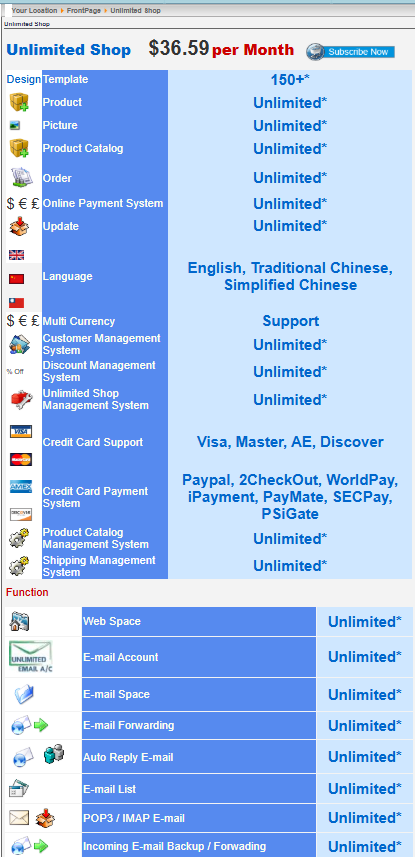 Your Location FrontPage Unlimited Shop
Unlimited Shop
Unlimited Shop $36.59 per Month Subscribe Now
Design Template 150+*
Product Unlimited*
Picture Unlimited*
Product Catalog Unlimited*
Order Unlimited*
$ € £ Online Payment System Unlimited*
Update Unlimited*
Language English, Traditional Chinese,
Simplified Chinese
$ € £ Multi Currency Support
Customer Management
System Unlimited*
% Off Discount Management
System Unlimited*
Unlimited Shop
Management System Unlimited*
VISA
MasterCard
Credit Card Support Visa, Master, AE, Discover
AMEX
DISCOVER
Credit Card Payment
System
Paypal, 2CheckOut, WorldPay,
iPayment, PayMate, SECPay,
PSiGate
Product Catalog
Management System Unlimited*
Shipping Management
System Unlimited*
Function
Web Space Unlimited*
UNLIMITED
EMAIL A/C
E-mail Account Unlimited*
E-mail Space Unlimited*
E-mail Forwarding Unlimited*
Auto Reply E-mail Unlimited*
E-mail List Unlimited*
POP3 / IMAP E-mail Unlimited*
Incoming E-mail Backup / Forwading Unlimited*